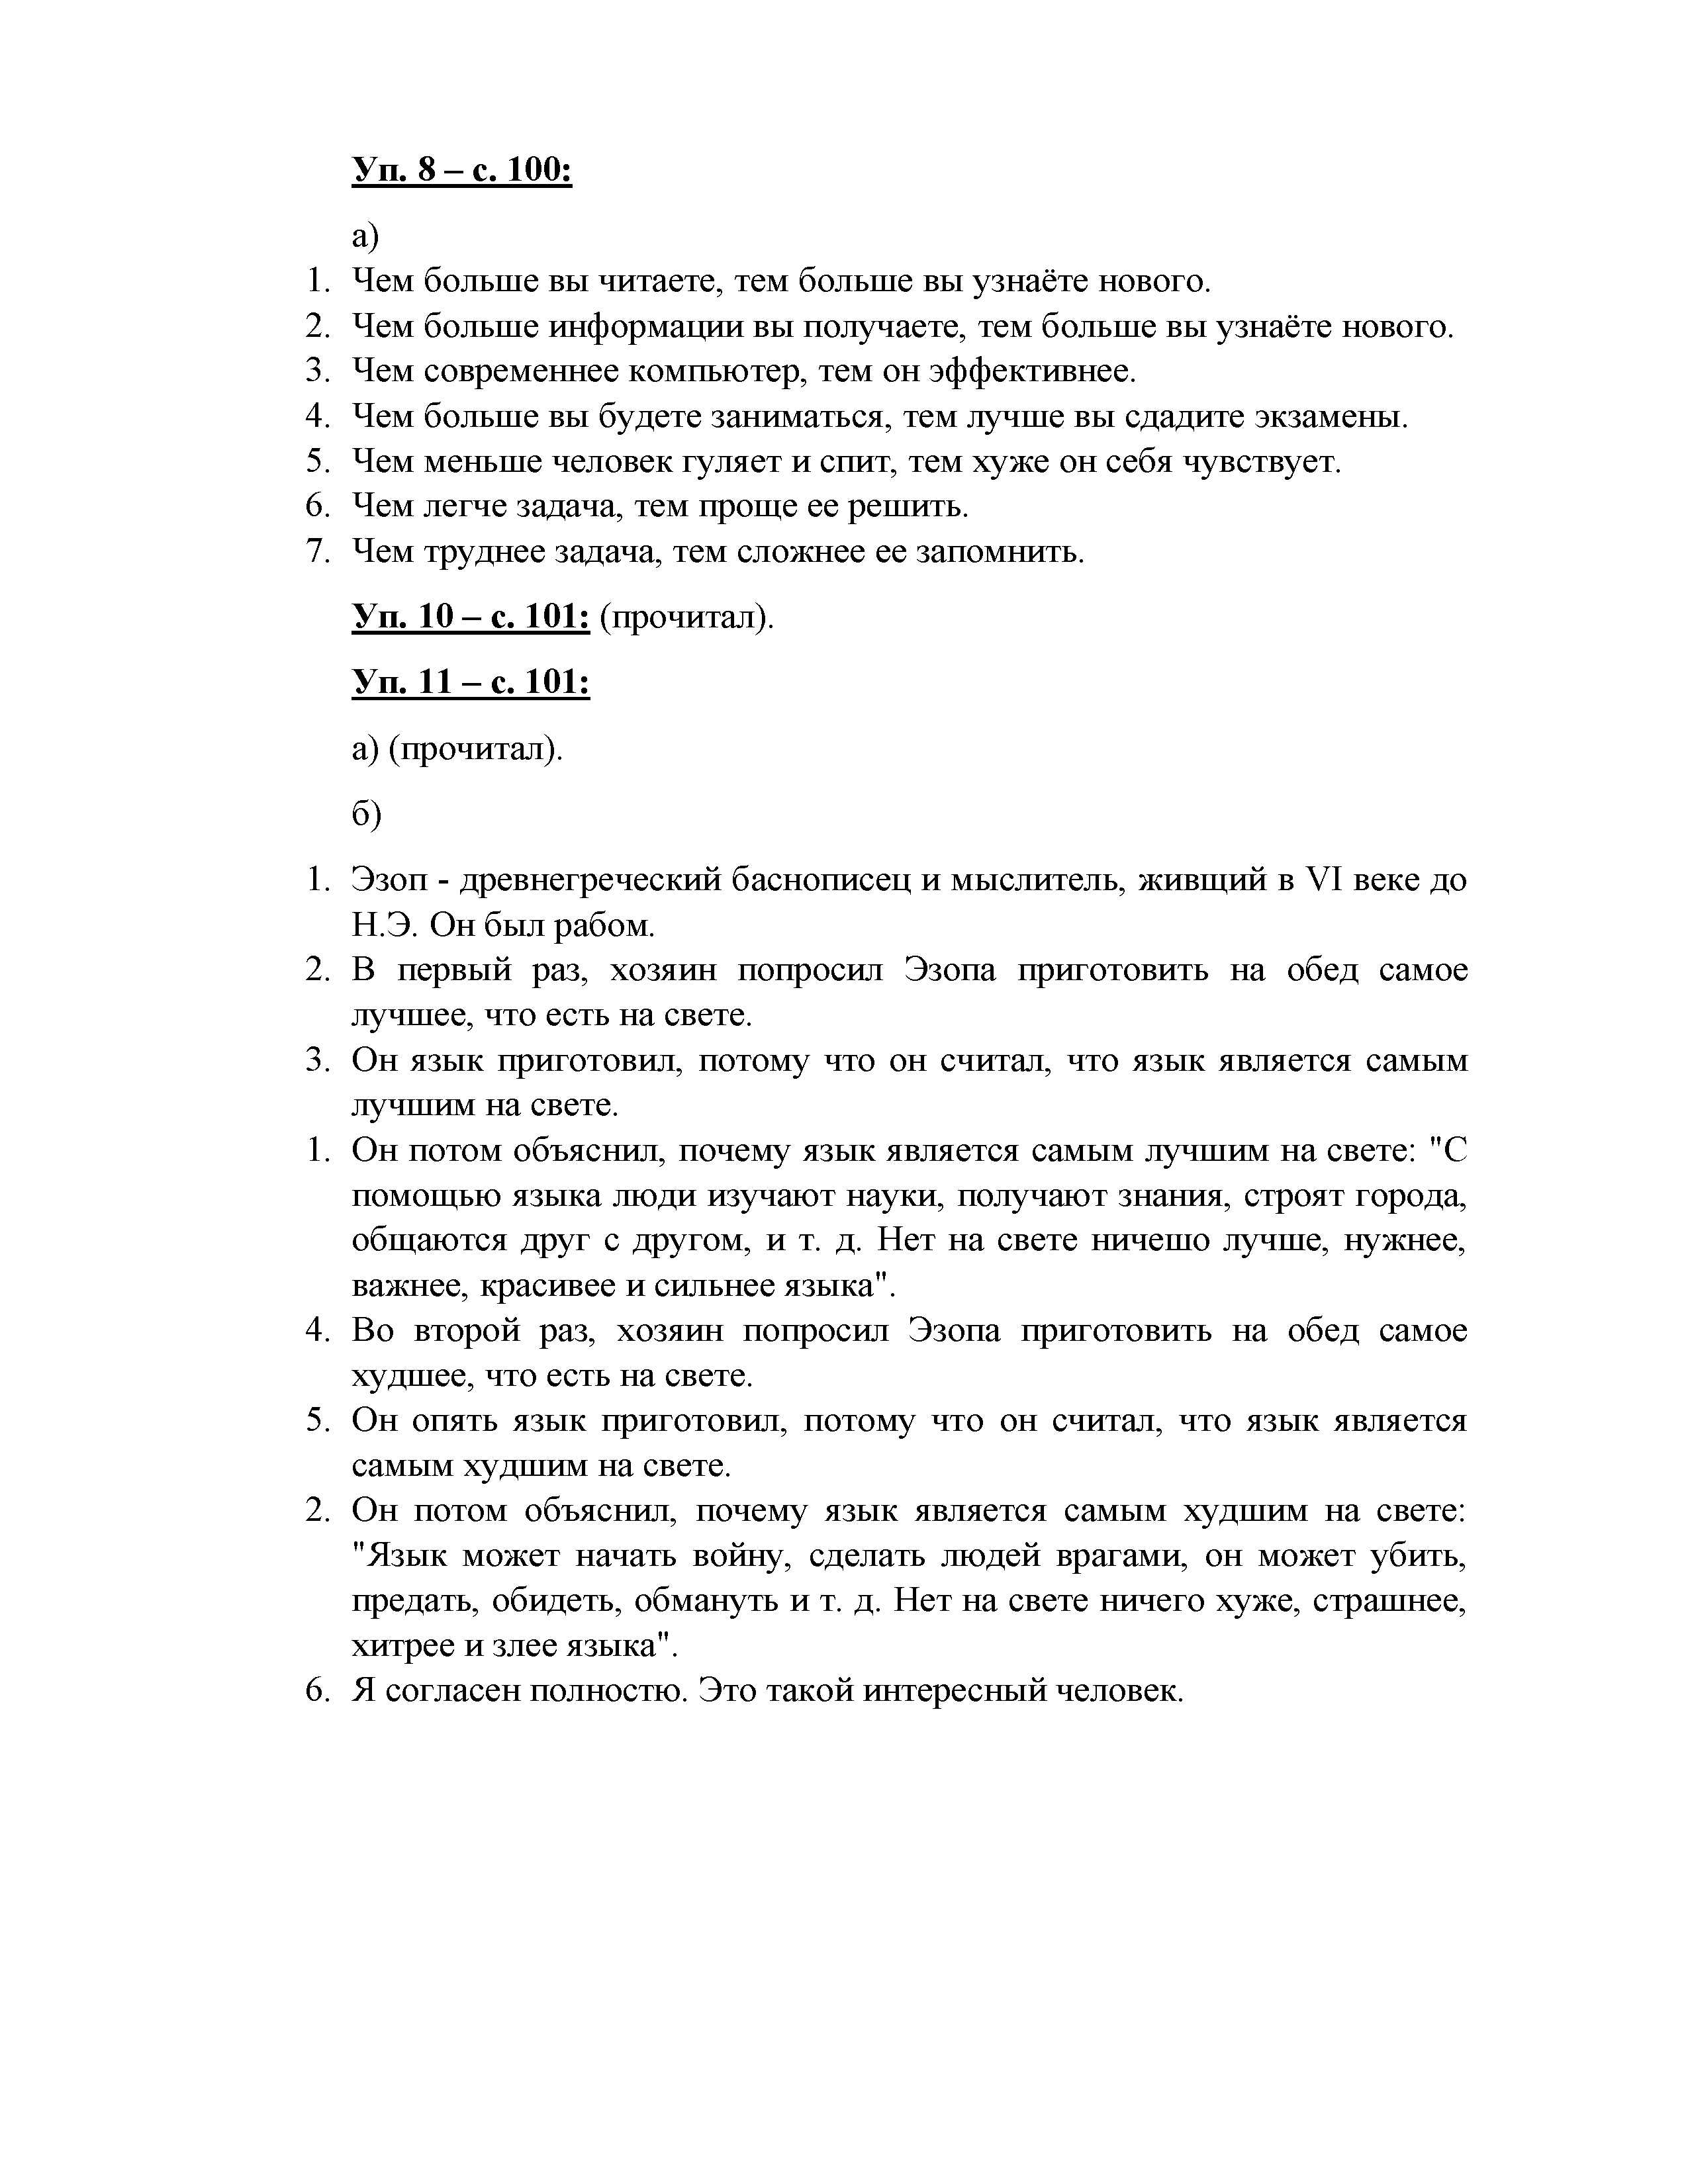 Уп. 8 – с. 100:
а)
1. Чем больше вы читаете, тем больше вы узнаёте нового.
2. Чем больше информации вы получаете, тем больше вы узнаёте нового.
3. Чем современнее компьютер, тем он эффективнее.
4. Чем больше вы будете заниматься, тем лучше вы сдадите экзамены.
5. Чем меньше человек гуляет и спит, тем хуже он себя чувствует.
6. Чем легче задача, тем проще ее решить.
7. Чем труднее задача, тем сложнее ее запомнить.
Уп. 10 – с. 101: (прочитал).
Уп. 11 – с. 101:
а) (прочитал).
б)
1. Эзоп - древнегреческий баснописец и мыслитель, живщий в VI веке до
Н.Э. Он был рабом.
2. В первый раз, хозяин попросил Эзопа приготовить на обед самое
лучшее, что есть на свете.
3. Он язык приготовил, потому что он считал, что язык является самым
лучшим на свете.
1. Он потом объяснил, почему язык является самым лучшим на свете: "С
помощью языка люди изучают науки, получают знания, строят города,
общаются друг с другом, и т. д. Нет на свете ничешо лучше, нужнее,
важнее, красивее и сильнее языка".
4. Во второй раз, хозяин попросил Эзопа приготовить на обед самое
худшее, что есть на свете.
5. Он опять язык приготовил, потому что он считал, что язык является
самым худшим на свете.
2. Он потом объяснил, почему язык является самым худшим на свете:
"Язык может начать войну, сделать людей врагами, он может убить,
предать, обидеть, обмануть и т. д. Нет на свете ничего хуже, страшнее,
хитрее и злее языка".
6. Я согласен полностю. Это такой интересный человек.